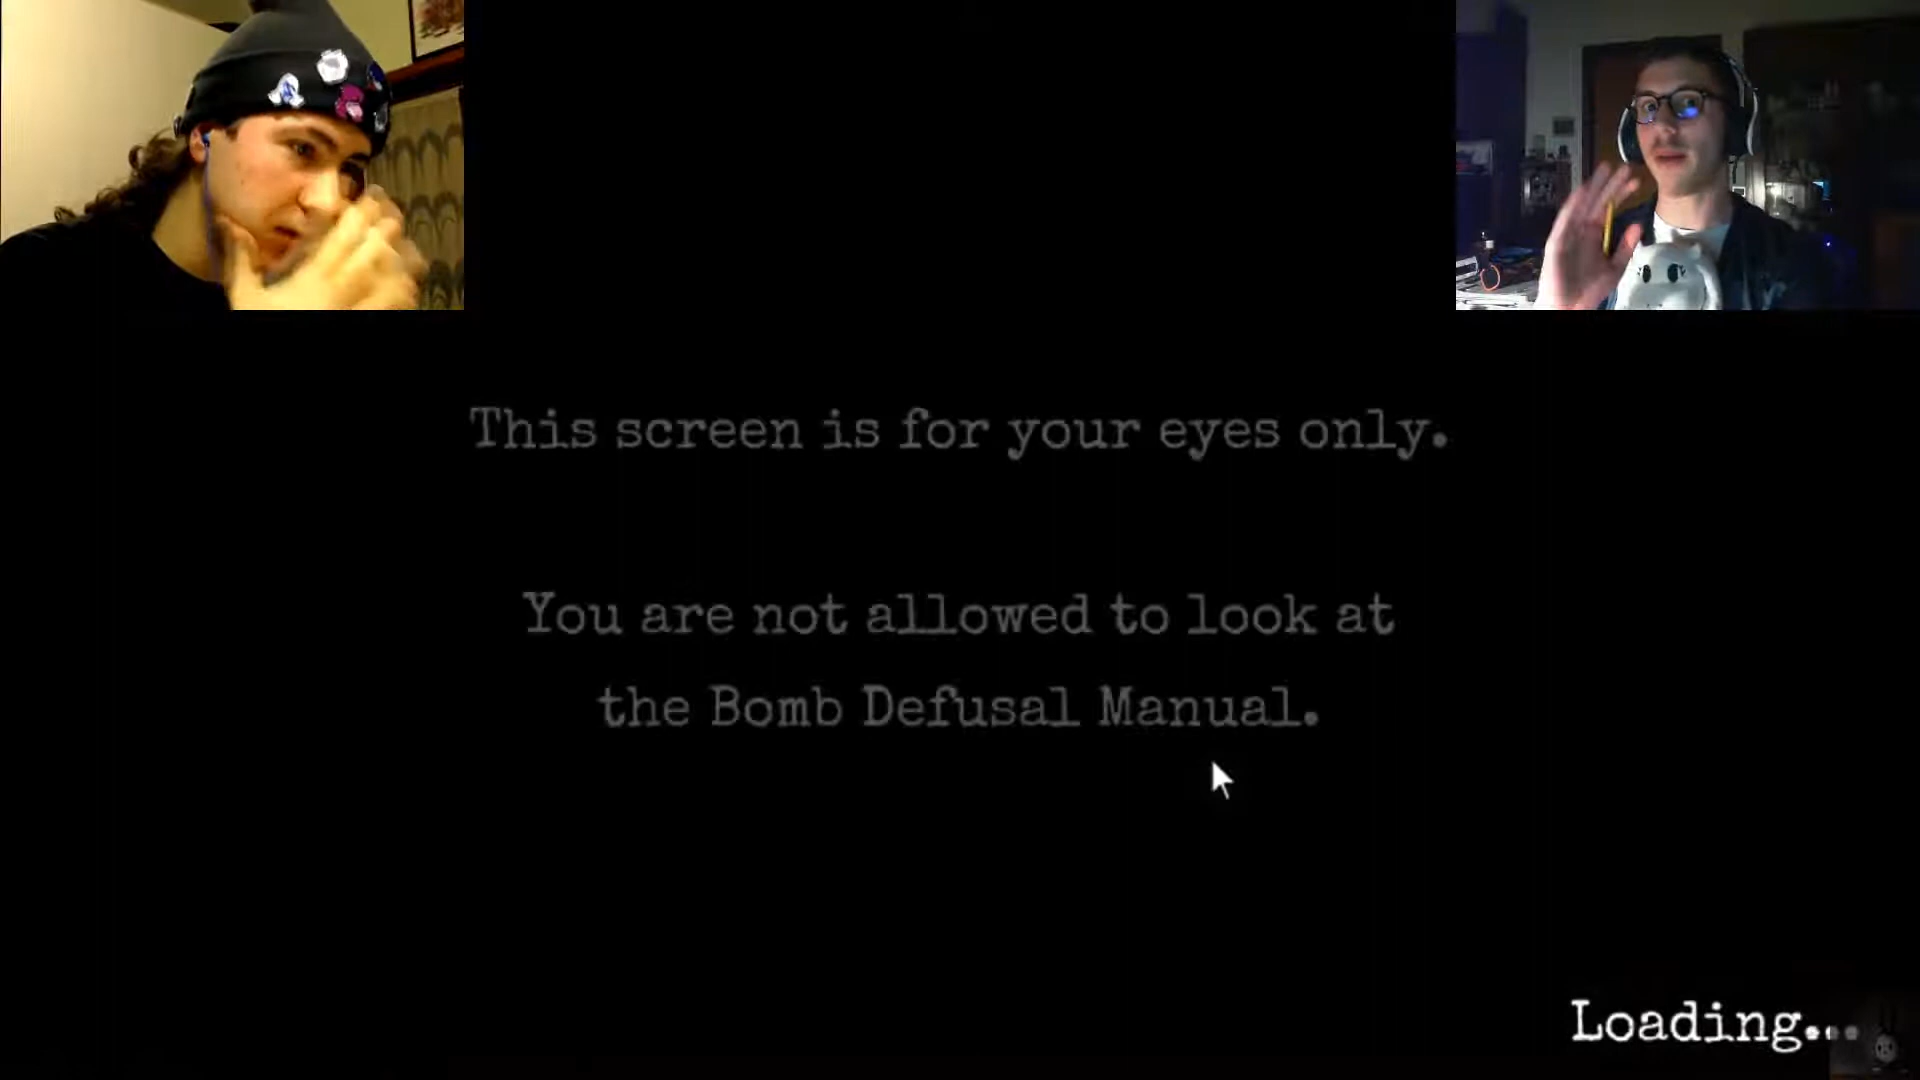 This screen is for your eyes only.
You are not allowed to look at
the Bomb Defusal Manual.
Loading...